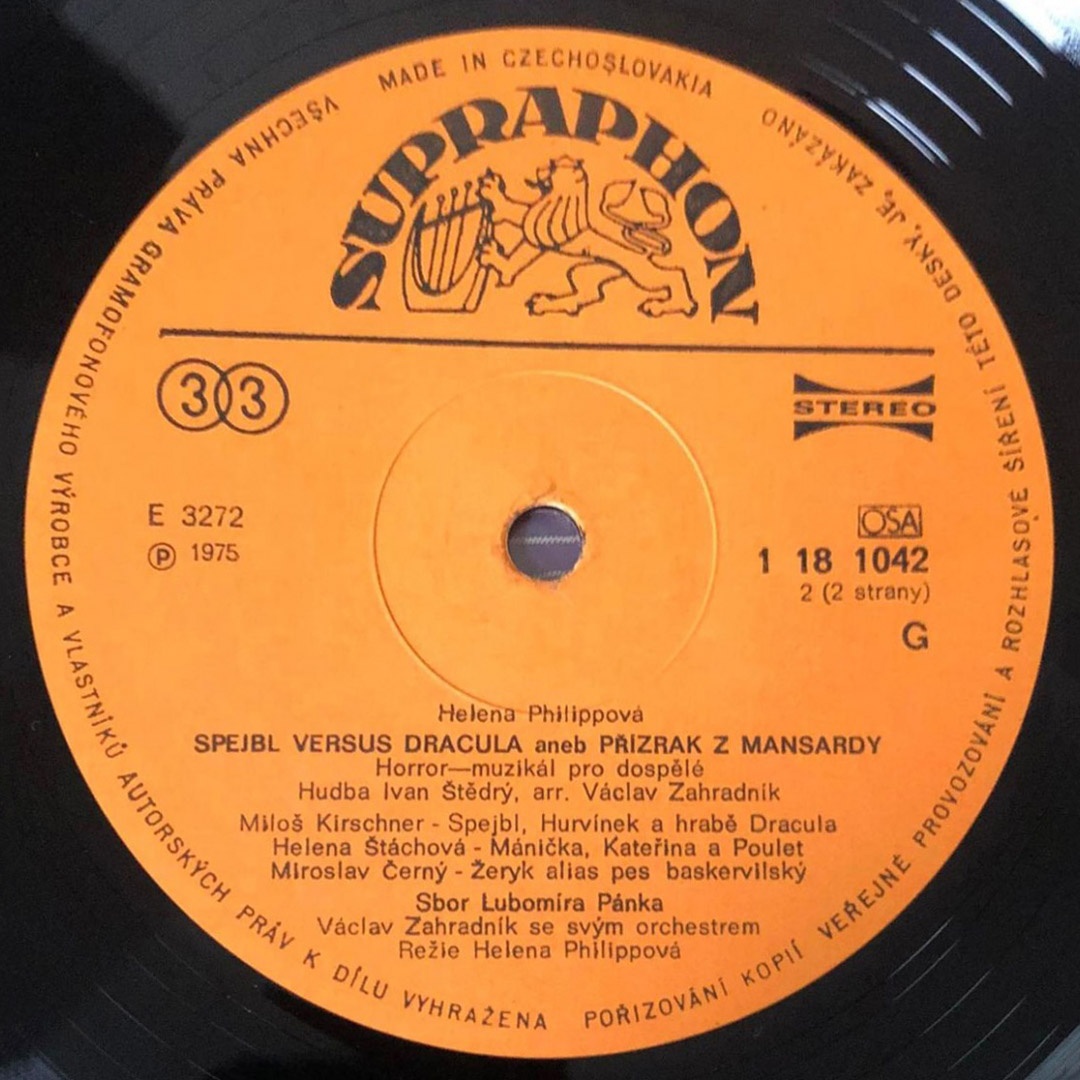 MADE IN CZECHOSLOVAKIA
SUPRAPHON
33
STEREO
E 3272
Ⓟ 1975
OSA
1 18 1042
2 (2 strany)
G
Helena Philippová
SPEJBL VERSUS DRACULA aneb PŘÍZRAK Z MANSARDY
Horror—muzikál pro dospělé
Hudba Ivan Štědrý, arr. Václav Zahradník
Miloš Kirschner - Spejbl, Hurvínek a hrabě Dracula
Helena Štáchová - Mánička, Kateřina a Poulet
Miroslav Černý - Žeryk alias pes baskervilský
Sbor Lubomíra Pánka
Václav Zahradník se svým orchestrem
Režie Helena Philippová
VŠECHNA PRÁVA GRAMOFONOVÉHO VÝROBCE A VLASTNÍKŮ AUTORSKÝCH PRÁV K DÍLU VYHRAŽENA
POŘIZOVÁNÍ KOPIÍ VEŘEJNÉ PROVOZOVÁNÍ A ROZHLASOVÉ ŠÍŘENÍ TÉTO DESKY, JE, ZAKÁZÁNO